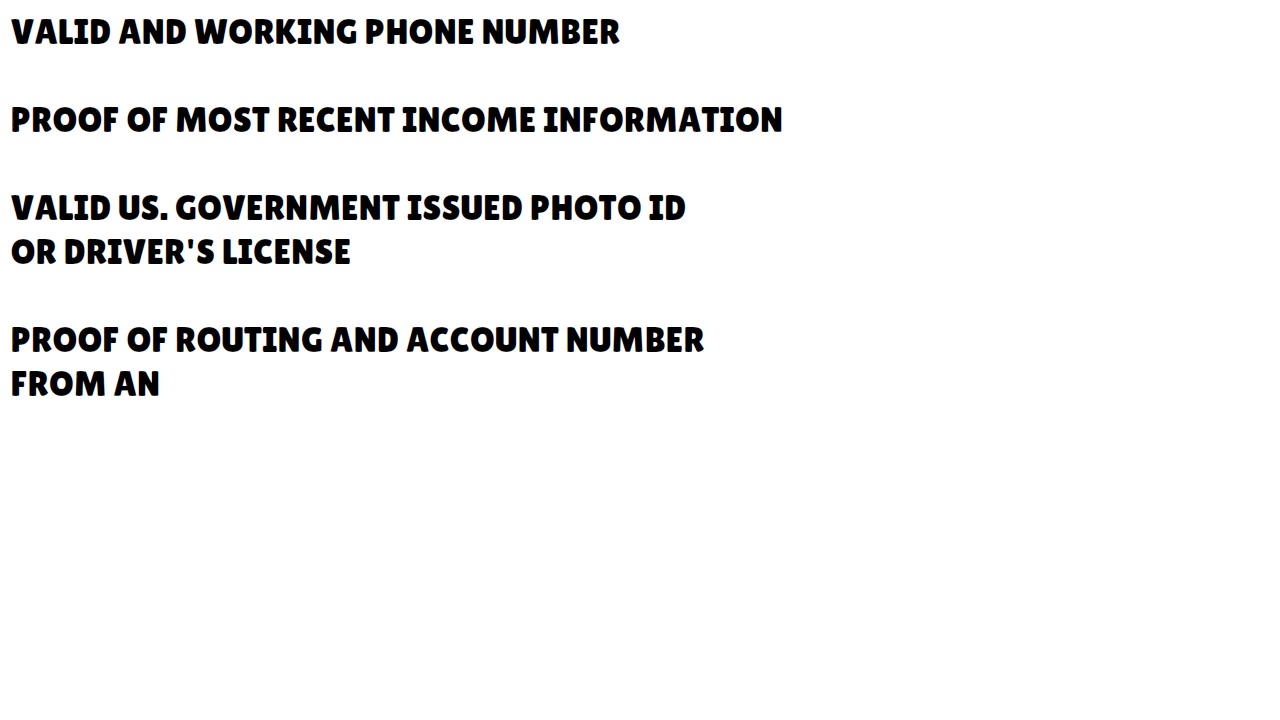 VALID AND WORKING PHONE NUMBER
PROOF OF MOST RECENT INCOME INFORMATION
VALID US. GOVERNMENT ISSUED PHOTO ID
OR DRIVER'S LICENSE
PROOF OF ROUTING AND ACCOUNT NUMBER
FROM AN